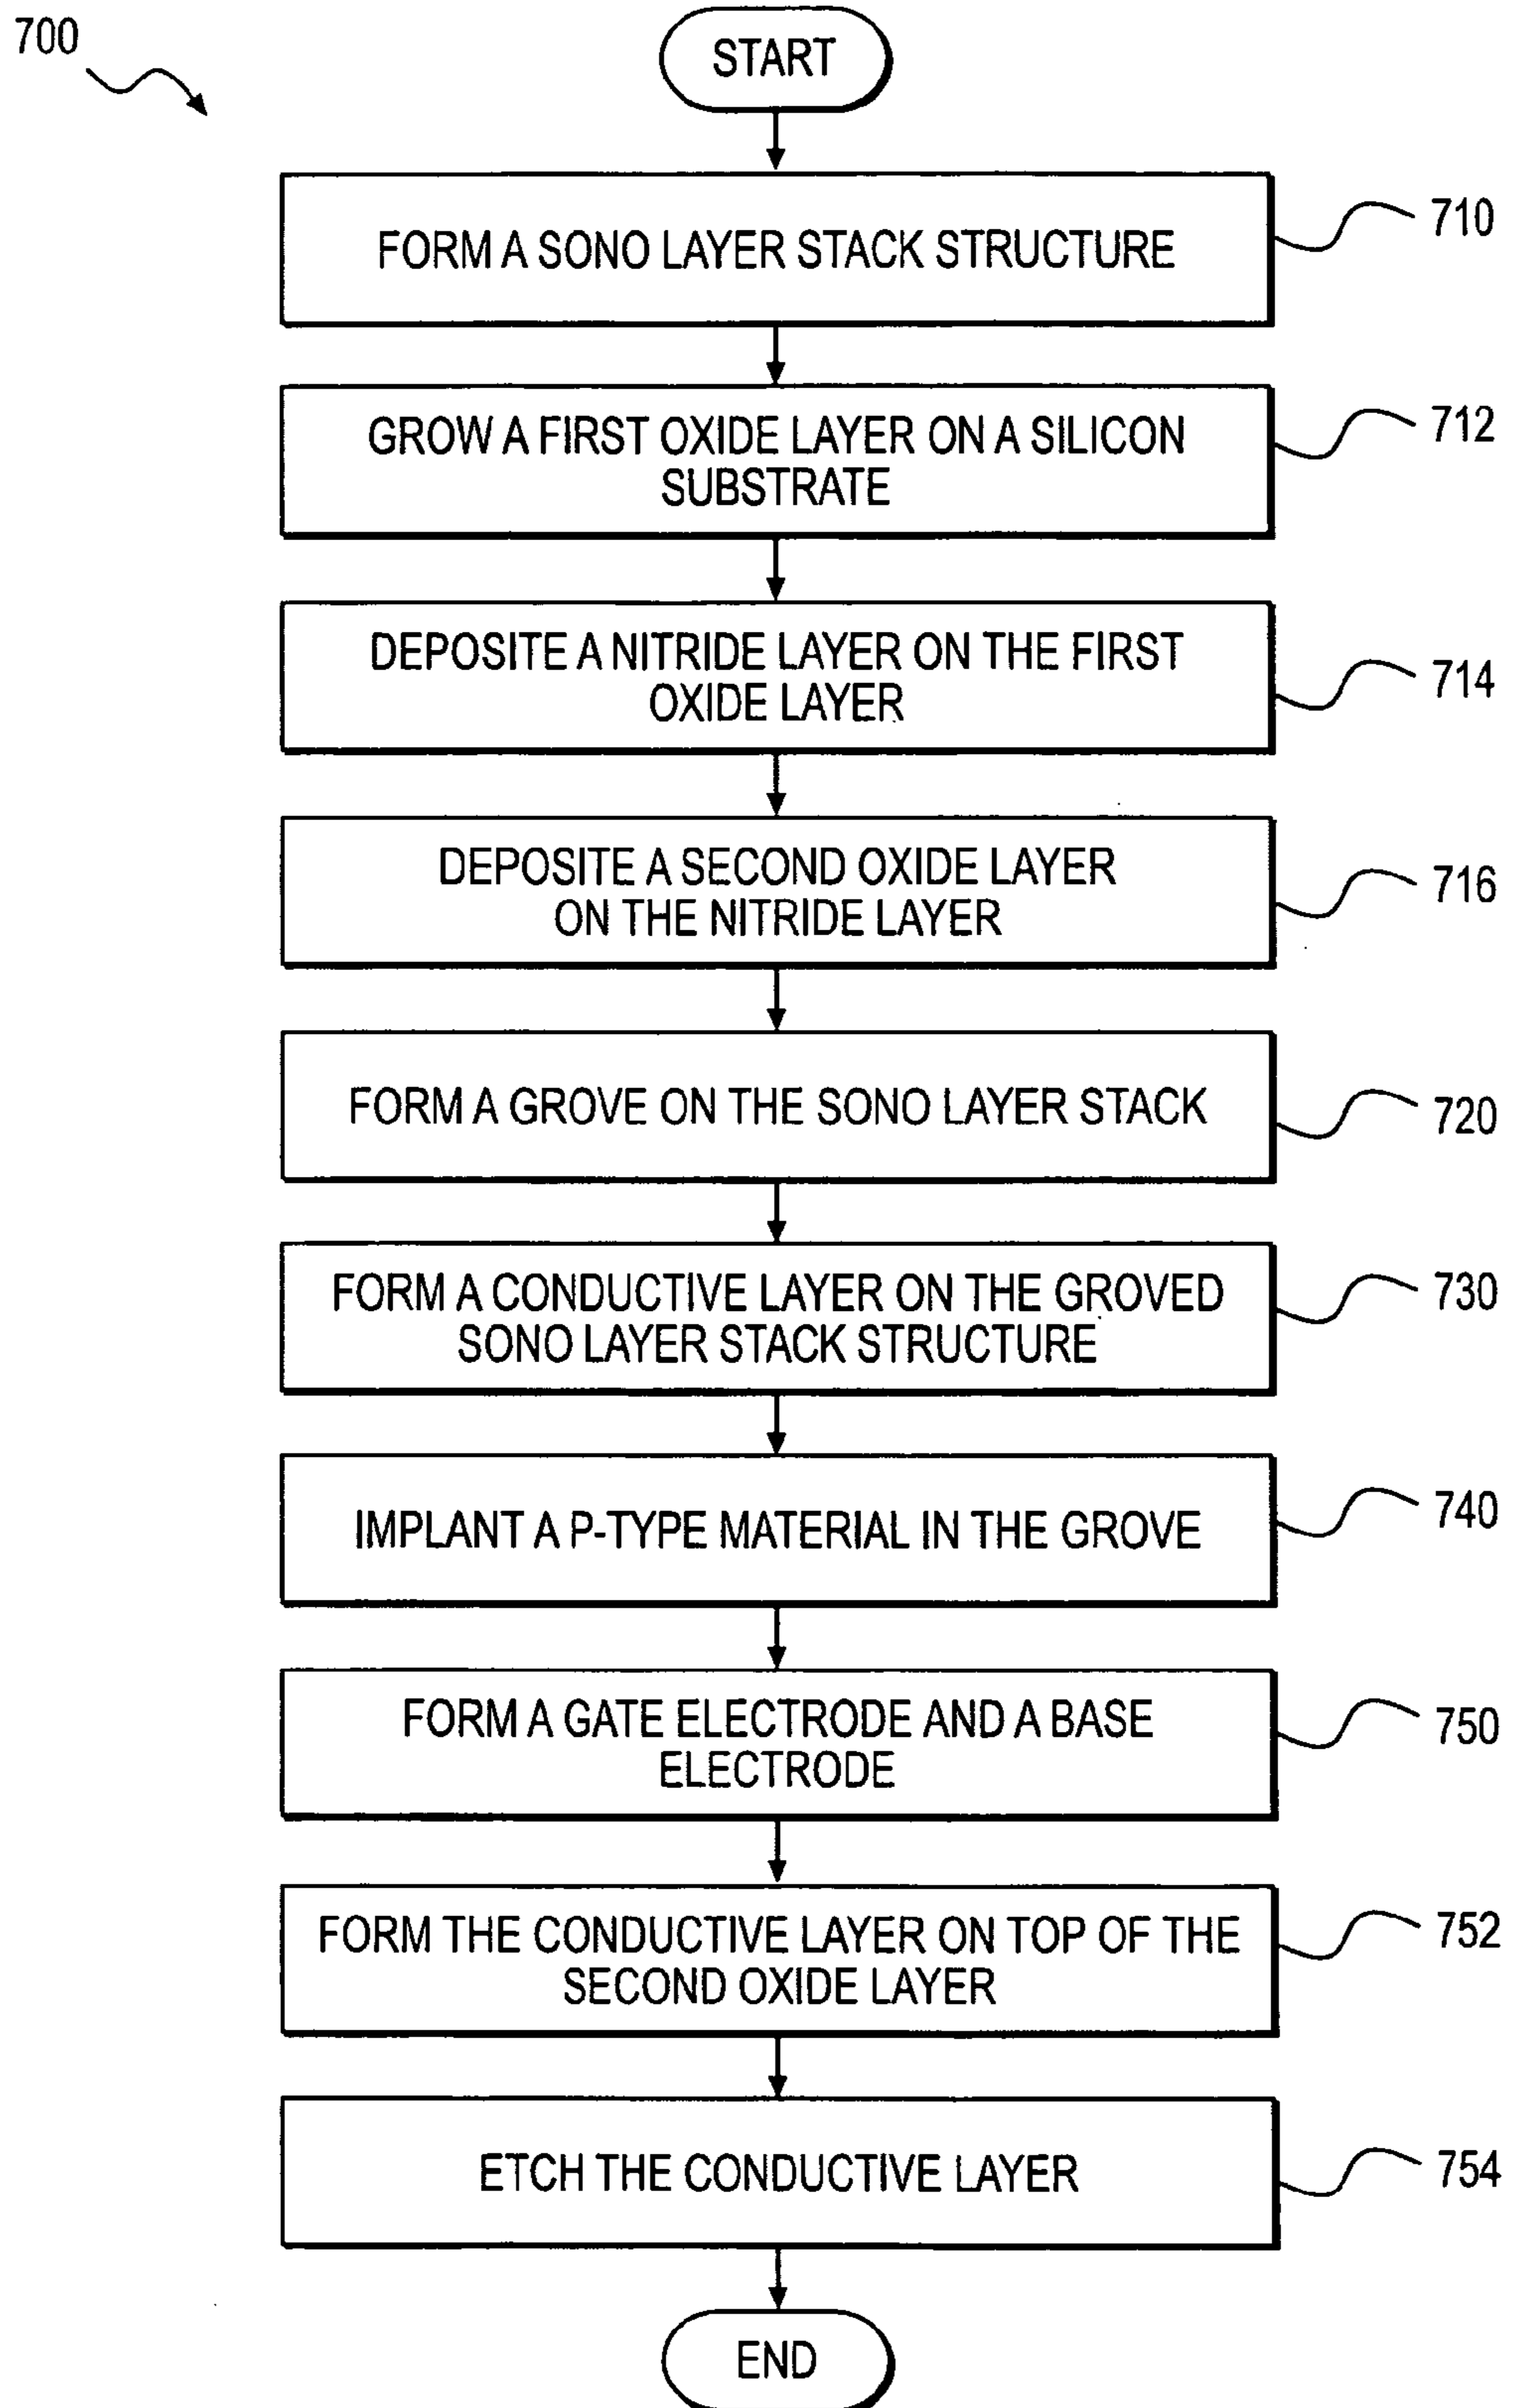 700
START
FORM A SONO LAYER STACK STRUCTURE
710
GROW A FIRST OXIDE LAYER ON A SILICON
SUBSTRATE
712
DEPOSITE A NITRIDE LAYER ON THE FIRST
OXIDE LAYER
714
DEPOSITE A SECOND OXIDE LAYER
ON THE NITRIDE LAYER
716
FORM A GROVE ON THE SONO LAYER STACK
720
FORM A CONDUCTIVE LAYER ON THE GROVED
SONO LAYER STACK STRUCTURE
730
IMPLANT A P-TYPE MATERIAL IN THE GROVE
740
FORM A GATE ELECTRODE AND A BASE
ELECTRODE
750
FORM THE CONDUCTIVE LAYER ON TOP OF THE
SECOND OXIDE LAYER
752
ETCH THE CONDUCTIVE LAYER
754
END